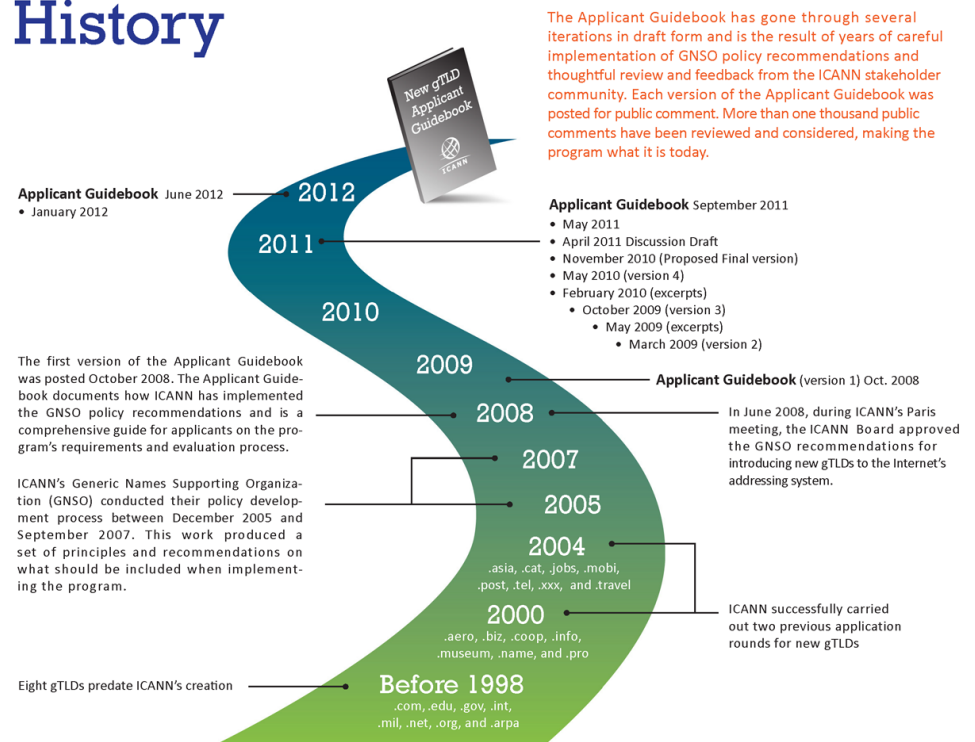 History
The Applicant Guidebook has gone through several
iterations in draft form and is the result of years of careful
implementation of GNSO policy recommendations and
thoughtful review and feedback from the ICANN stakeholder
community. Each version of the Applicant Guidebook was
posted for public comment. More than one thousand public
comments have been reviewed and considered, making the
program what it is today.
New gTLD
Applicant
Guidebook
ICANN
Applicant Guidebook June 2012
• January 2012
2012
Applicant Guidebook September 2011
• May 2011
• April 2011 Discussion Draft
• November 2010 (Proposed Final version)
• May 2010 (version 4)
• February 2010 (excerpts)
• October 2009 (version 3)
• May 2009 (excerpts)
• March 2009 (version 2)
2011
2010
2009
Applicant Guidebook (version 1) Oct. 2008
The first version of the Applicant Guidebook
was posted October 2008. The Applicant Guide-
book documents how ICANN has implemented
the GNSO policy recommendations and is a
comprehensive guide for applicants on the pro-
gram's requirements and evaluation process.
2008
In June 2008, during ICANN's Paris
meeting, the ICANN Board approved
the GNSO recommendations for
introducing new gTLDs to the Internet's
addressing system.
2007
ICANN's Generic Names Supporting Organiza-
tion (GNSO) conducted their policy develop-
ment process between December 2005 and
September 2007. This work produced a
set of principles and recommendations on
what should be included when implement-
ing the program.
2005
2004
.asia, .cat, .jobs, .mobi,
.post, .tel, .xxx, and .travel
2000
.aero, .biz, .coop, .info,
.museum, .name, and .pro
ICANN successfully carried
out two previous application
rounds for new gTLDs
Eight gTLDs predate ICANN's creation
Before 1998
.com, .edu, .gov, .int,
.mil, .net, .org, and .arpa